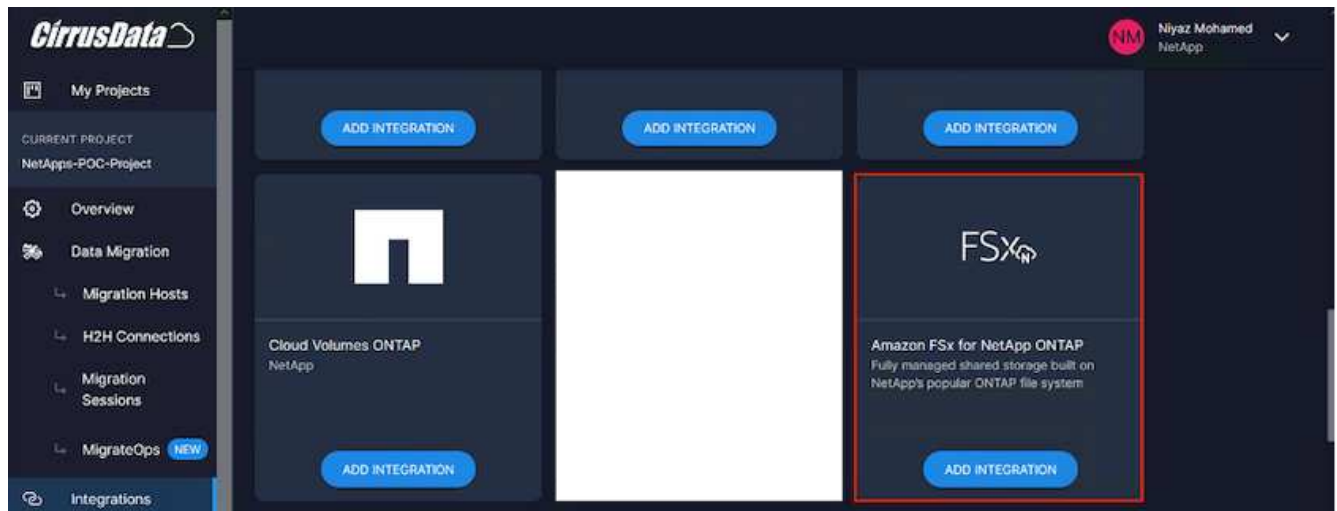 CirrusData
NM
Niyaz Mohamed
NetApp
My Projects
CURRENT PROJECT
NetApps-POC-Project
Overview
Data Migration
Migration Hosts
H2H Connections
Migration
Sessions
MigrateOps NEW
Integrations
ADD INTEGRATION
ADD INTEGRATION
ADD INTEGRATION
Cloud Volumes ONTAP
NetApp
ADD INTEGRATION
FSxN
Amazon FSx for NetApp ONTAP
Fully managed shared storage built on
NetApp's popular ONTAP file system
ADD INTEGRATION